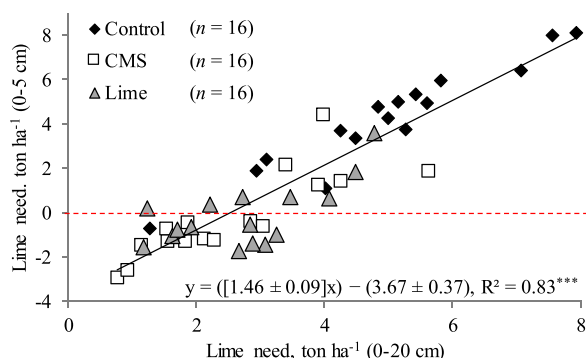 8
6
4
2
0
-2
-4
Lime need. ton ha⁻¹ (0-5 cm)
Control (n = 16)
CMS (n = 16)
Lime (n = 16)
y = ([1.46 ± 0.09]x) − (3.67 ± 0.37), R² = 0.83***
0 2 4 6 8
Lime need, ton ha⁻¹ (0-20 cm)